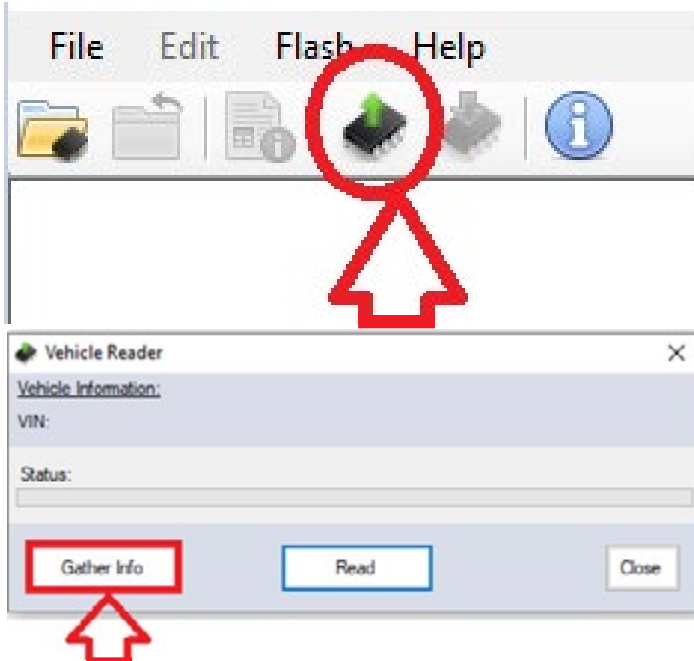 File Edit Flash Help
Vehicle Reader
Vehicle Information:
VIN:
Status:
Gather Info Read Close